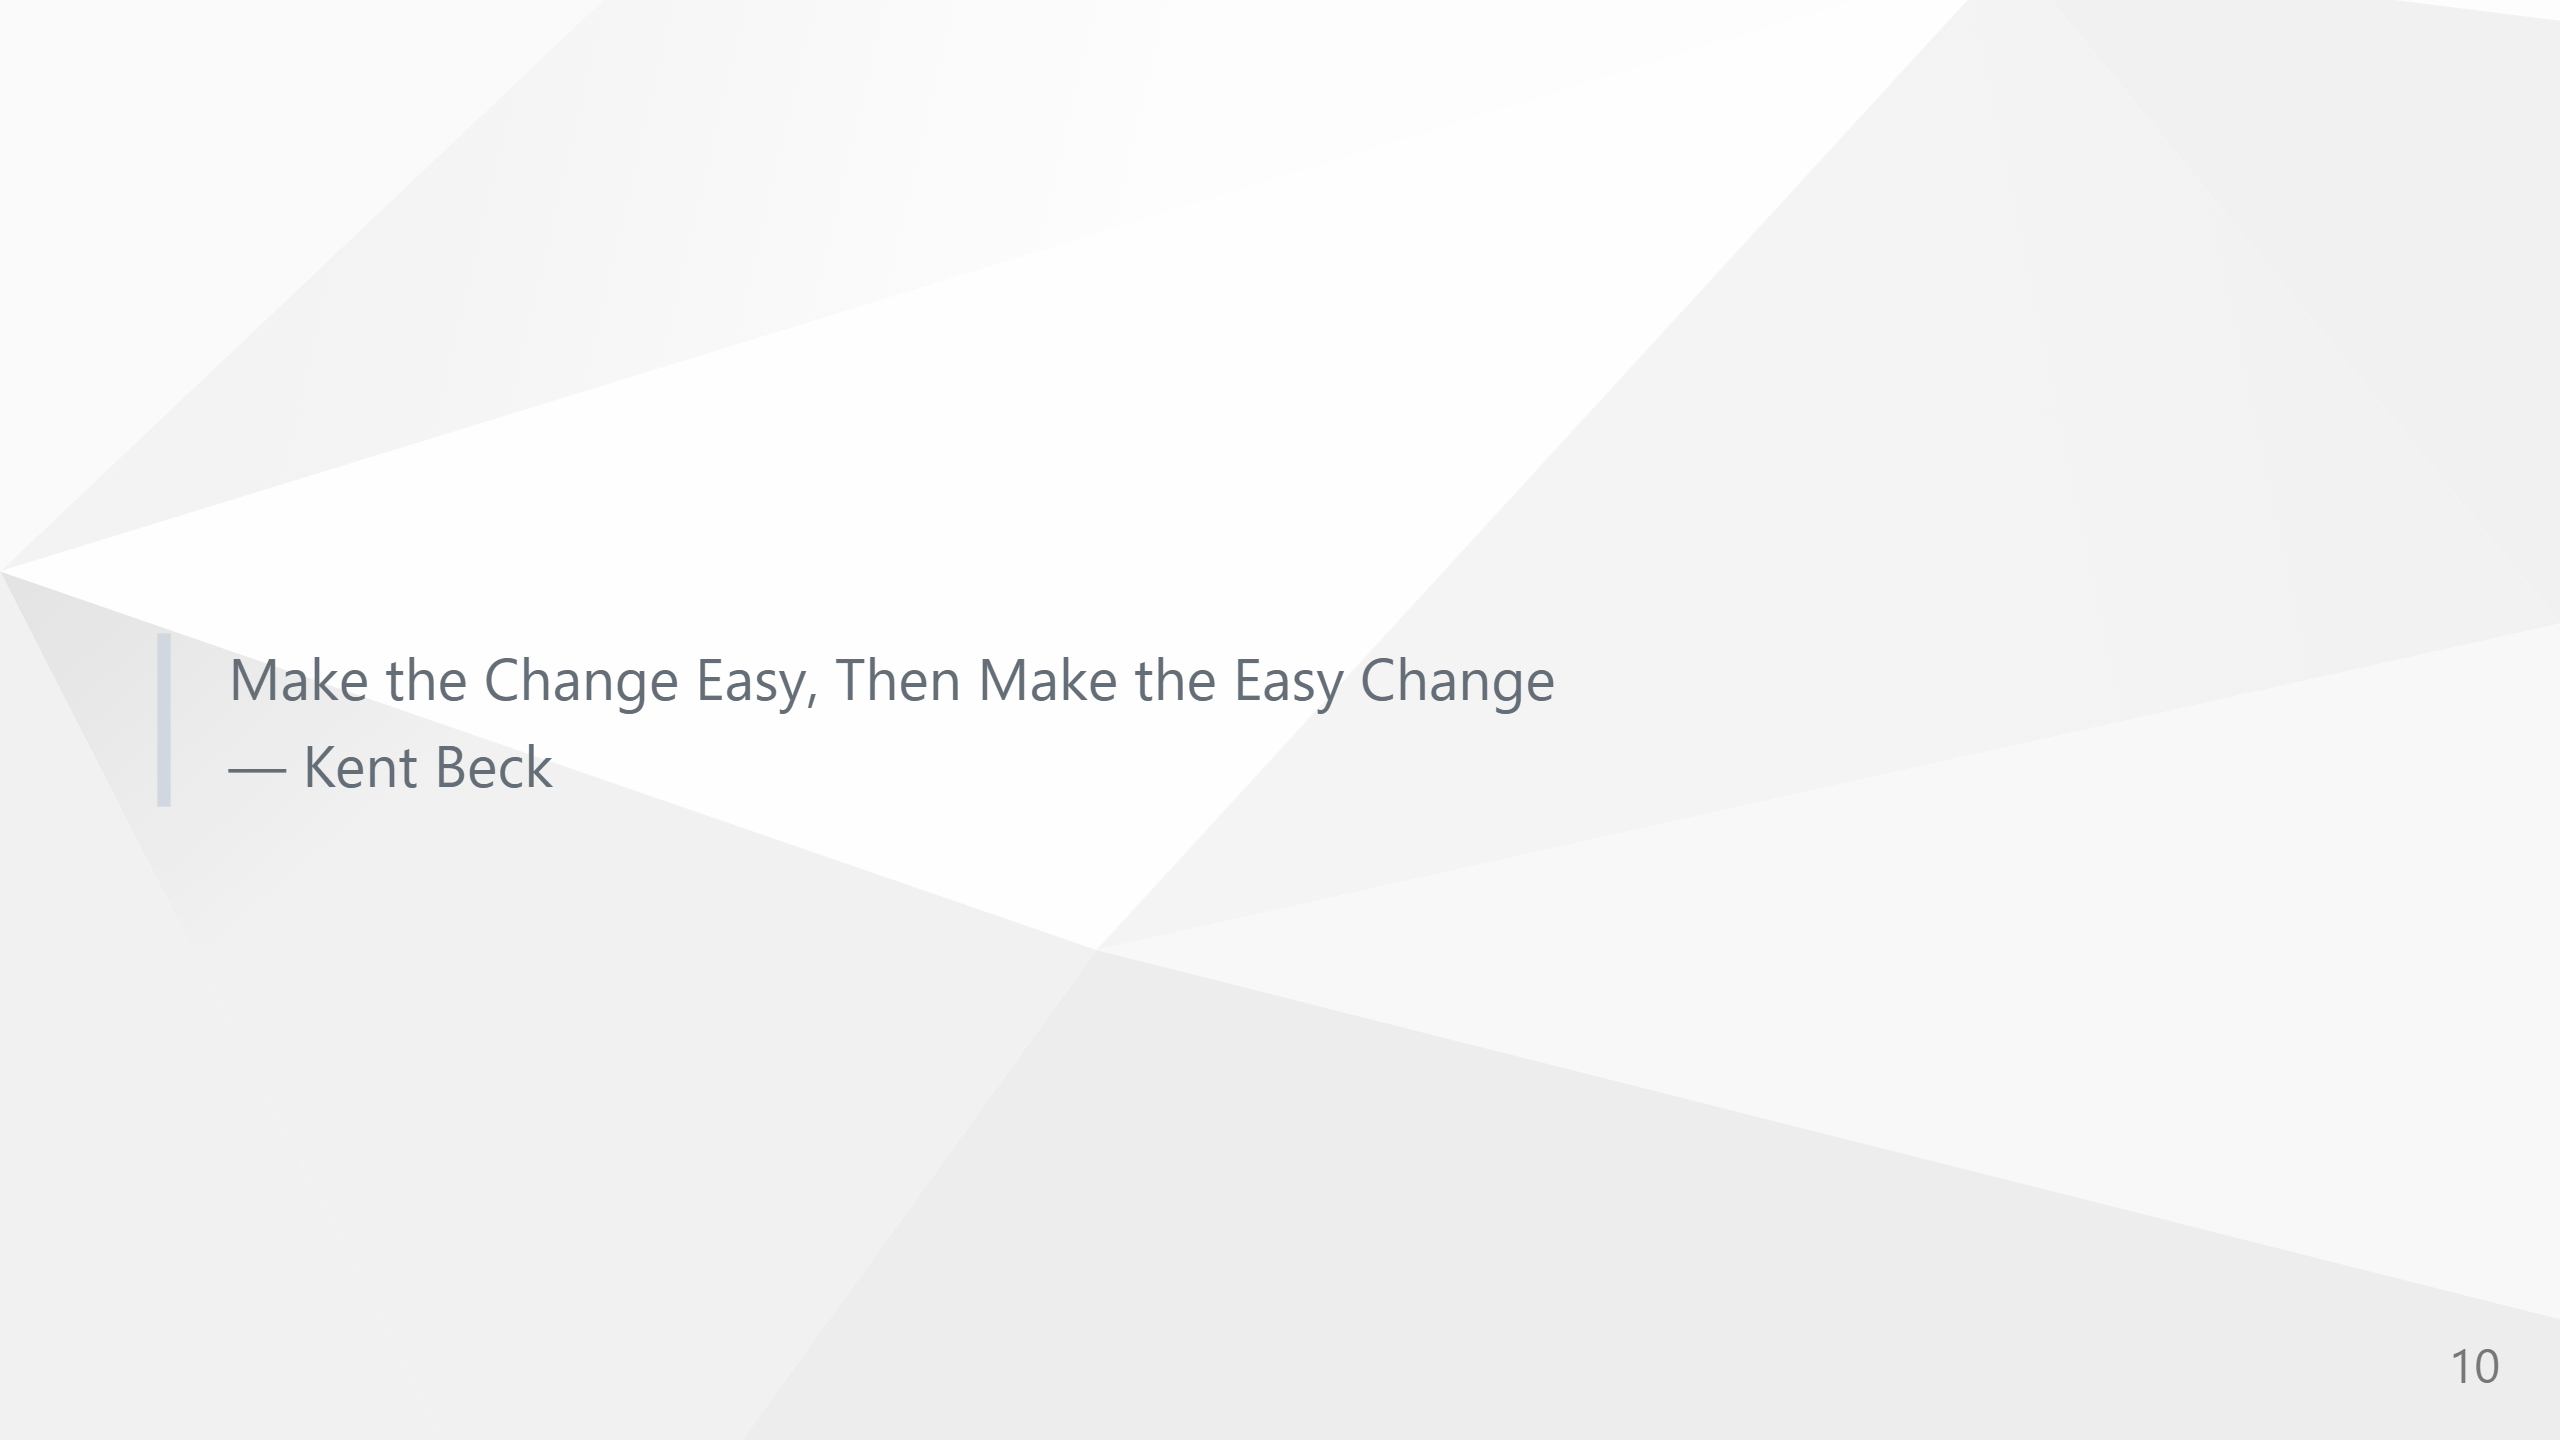 Make the Change Easy, Then Make the Easy Change
— Kent Beck
10